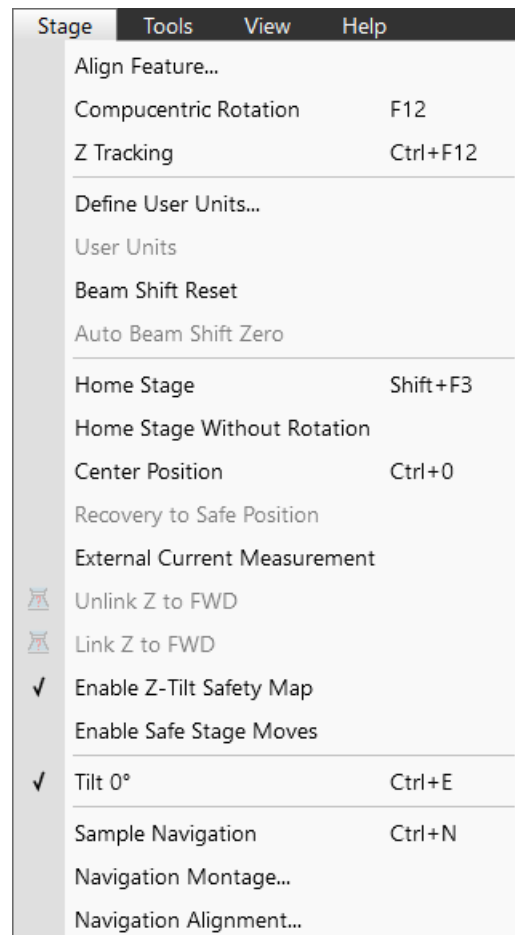 Stage Tools View Help
Align Feature...
Compucentric Rotation F12
Z Tracking Ctrl+F12
Define User Units...
User Units
Beam Shift Reset
Auto Beam Shift Zero
Home Stage Shift+F3
Home Stage Without Rotation
Center Position Ctrl+0
Recovery to Safe Position
External Current Measurement
Unlink Z to FWD
Link Z to FWD
Enable Z-Tilt Safety Map
Enable Safe Stage Moves
Tilt 0° Ctrl+E
Sample Navigation Ctrl+N
Navigation Montage...
Navigation Alignment...